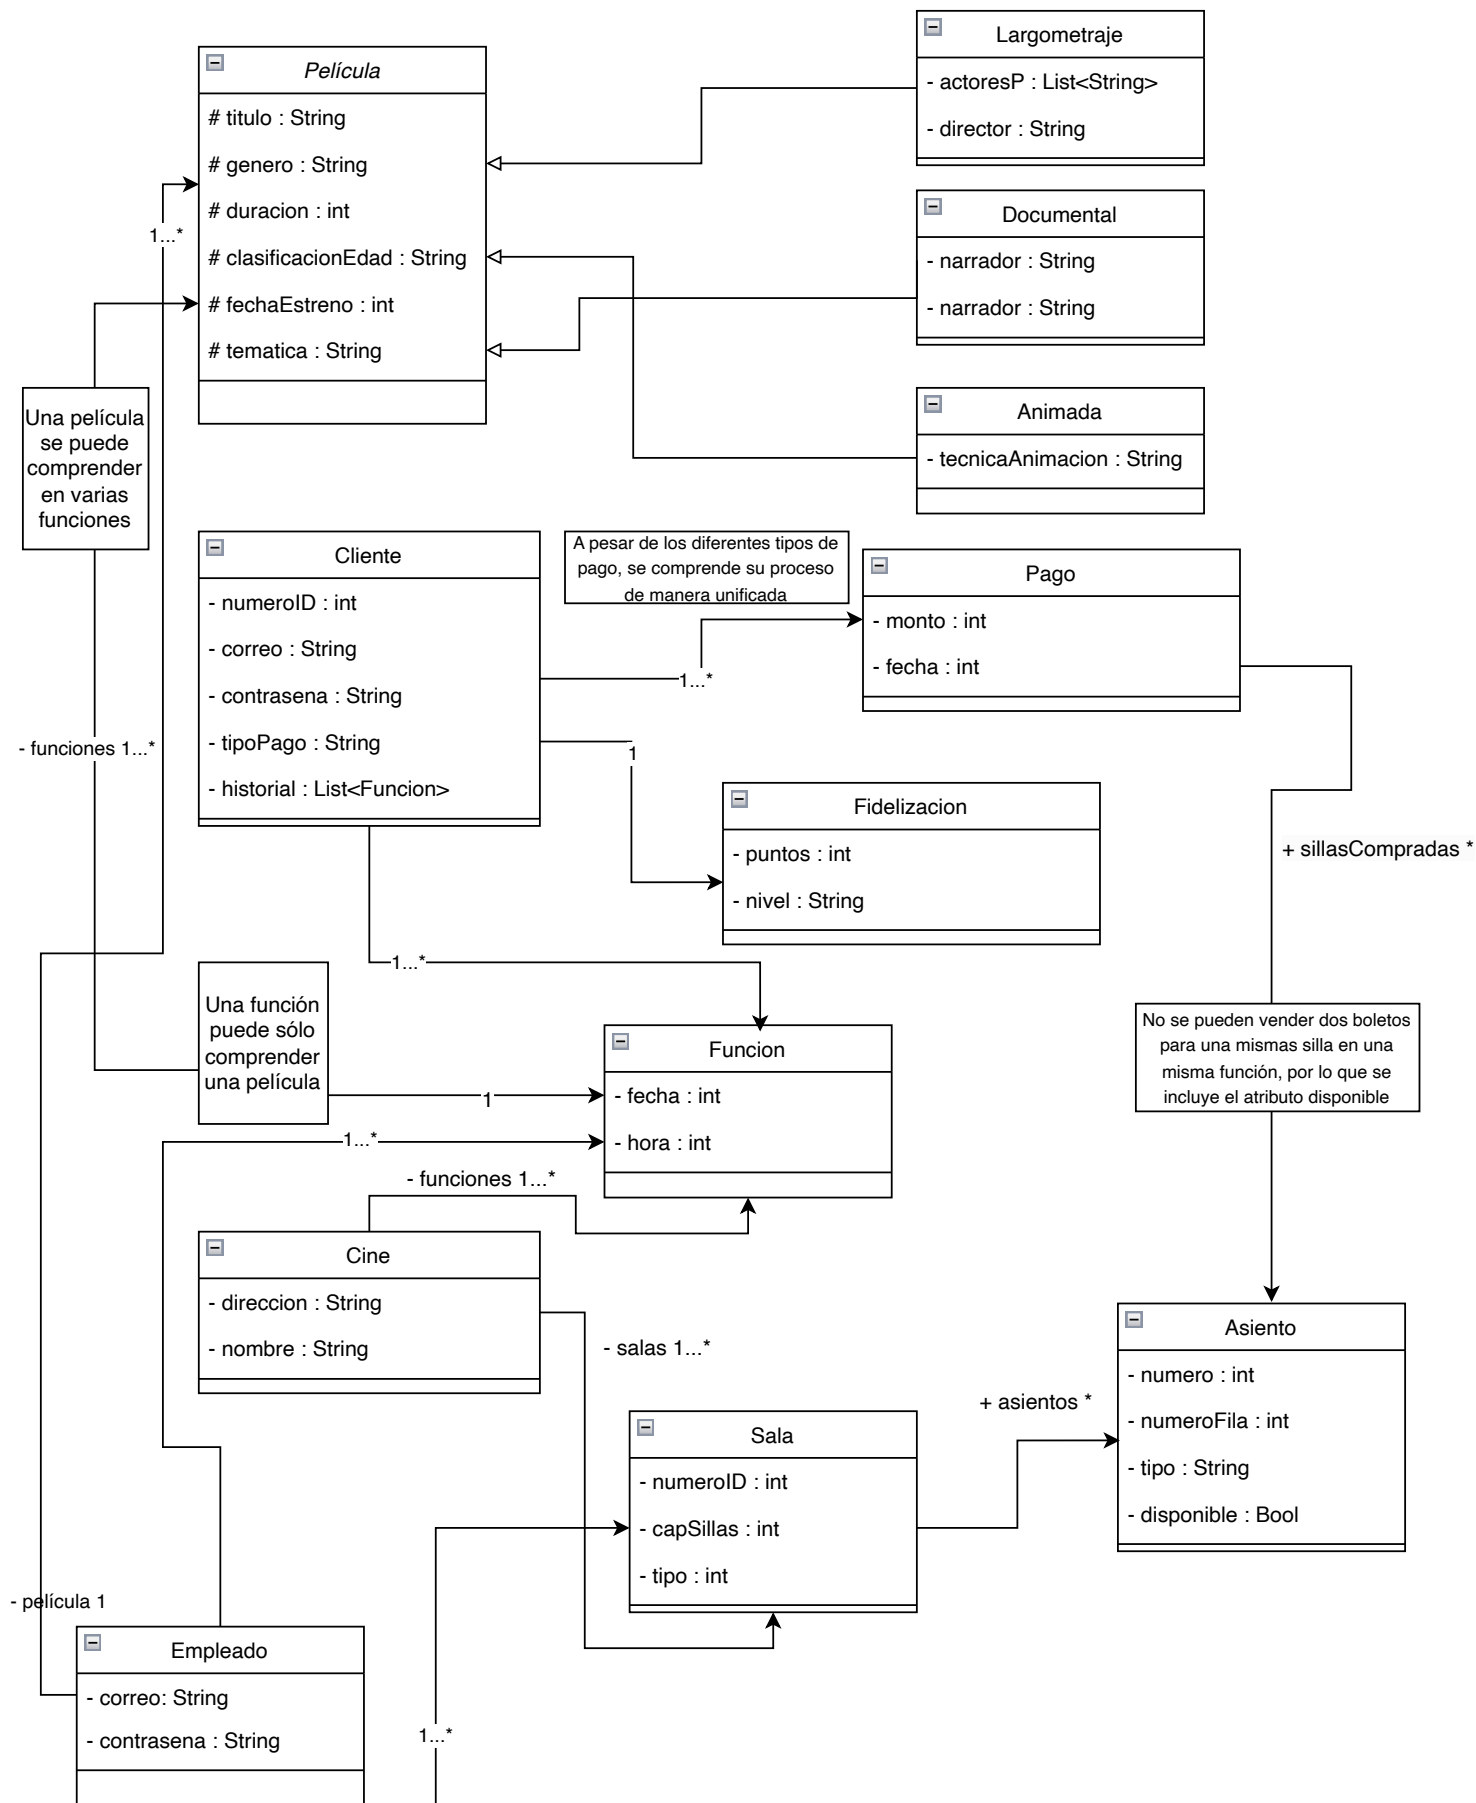 Película
# titulo : String
# genero : String
# duracion : int
# clasificacionEdad : String
# fechaEstreno : int
# tematica : String
Largometraje
- actoresP : List<String>
- director : String
Documental
- narrador : String
- narrador : String
Animada
- tecnicaAnimacion : String
1...*
Una película
se puede
comprender
en varias
funciones
- funciones 1...*
Cliente
- numeroID : int
- correo : String
- contrasena : String
- tipoPago : String
- historial : List<Funcion>
A pesar de los diferentes tipos de
pago, se comprende su proceso
de manera unificada
1...*
1
Pago
- monto : int
- fecha : int
Fidelizacion
- puntos : int
- nivel : String
+ sillasCompradas *
1...*
Una función
puede sólo
comprender
una película
1
1...*
Funcion
- fecha : int
- hora : int
No se pueden vender dos boletos
para una mismas silla en una
misma función, por lo que se
incluye el atributo disponible
- funciones 1...*
Cine
- direccion : String
- nombre : String
- salas 1...*
Sala
- numeroID : int
- capSillas : int
- tipo : int
+ asientos *
Asiento
- numero : int
- numeroFila : int
- tipo : String
- disponible : Bool
- película 1
Empleado
- correo: String
- contrasena : String
1...*